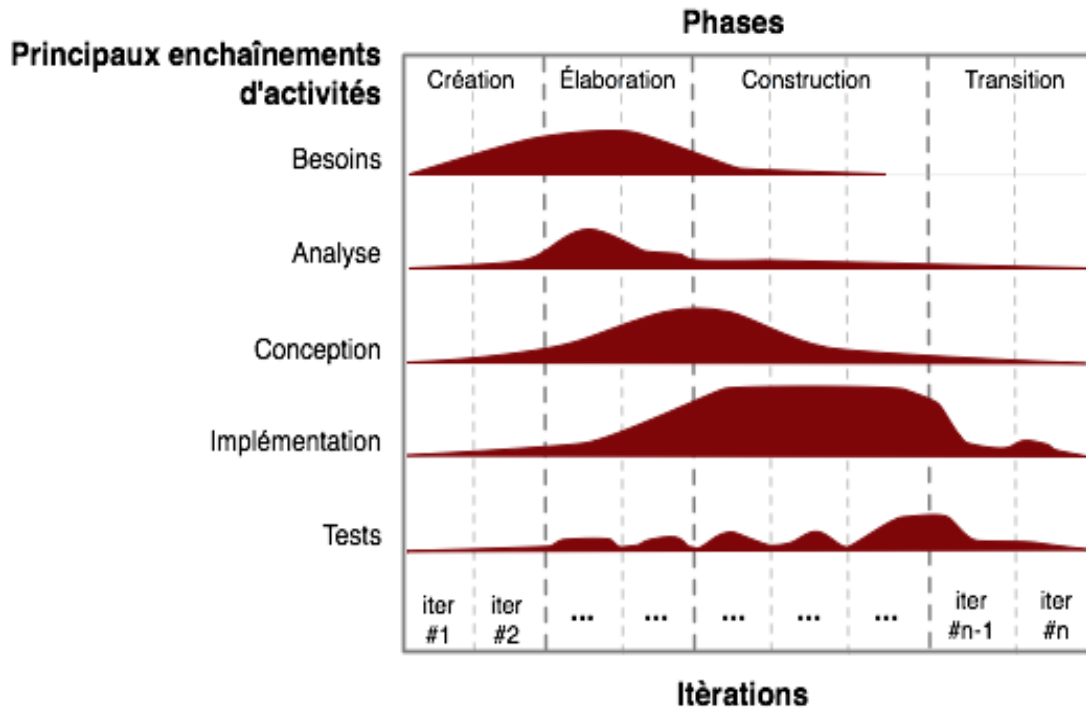 Phases
Principaux enchaînements
d'activités
Création
Élaboration
Construction
Transition
Besoins
Analyse
Conception
Implémentation
Tests
iter
#1
iter
#2
...
...
...
...
...
iter
#n-1
iter
#n
Itèrations